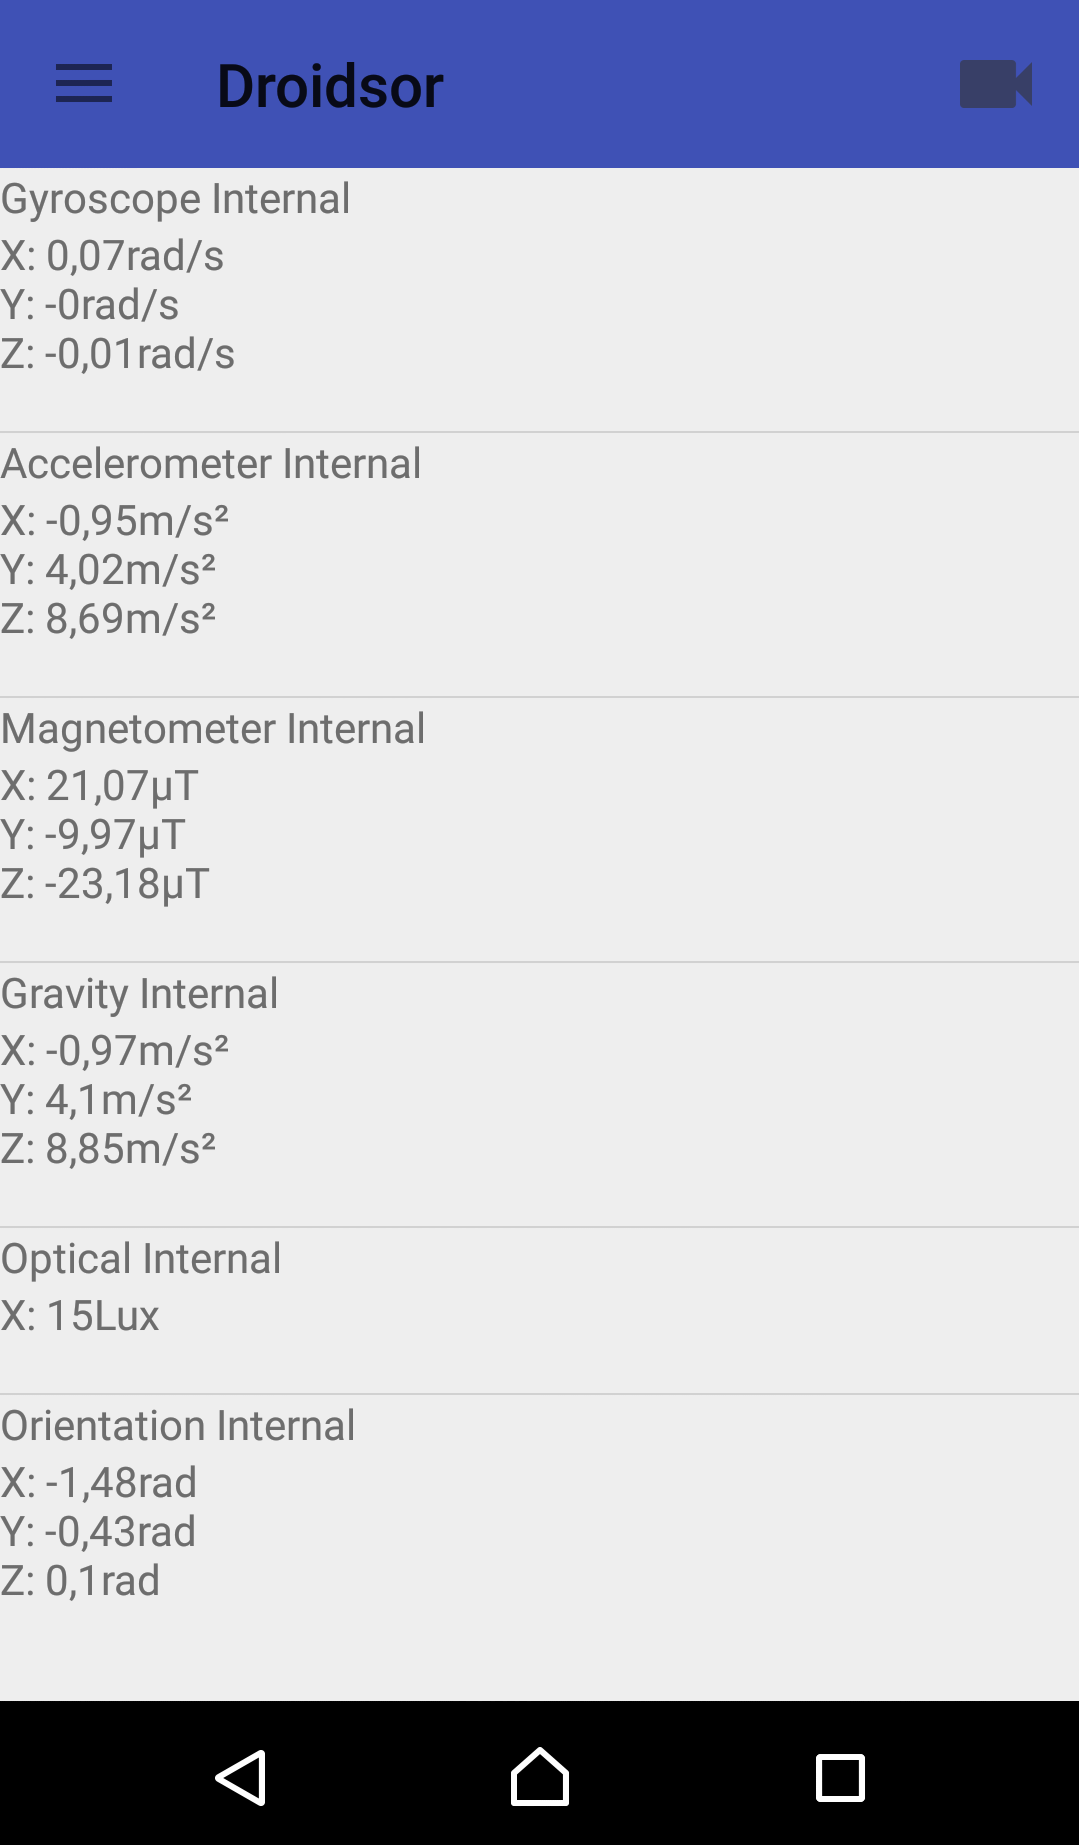 Droidsor
Gyroscope Internal
X: 0,07rad/s
Y: -0rad/s
Z: -0,01rad/s
Accelerometer Internal
X: -0,95m/s²
Y: 4,02m/s²
Z: 8,69m/s²
Magnetometer Internal
X: 21,07µT
Y: -9,97µT
Z: -23,18µT
Gravity Internal
X: -0,97m/s²
Y: 4,1m/s²
Z: 8,85m/s²
Optical Internal
X: 15Lux
Orientation Internal
X: -1,48rad
Y: -0,43rad
Z: 0,1rad